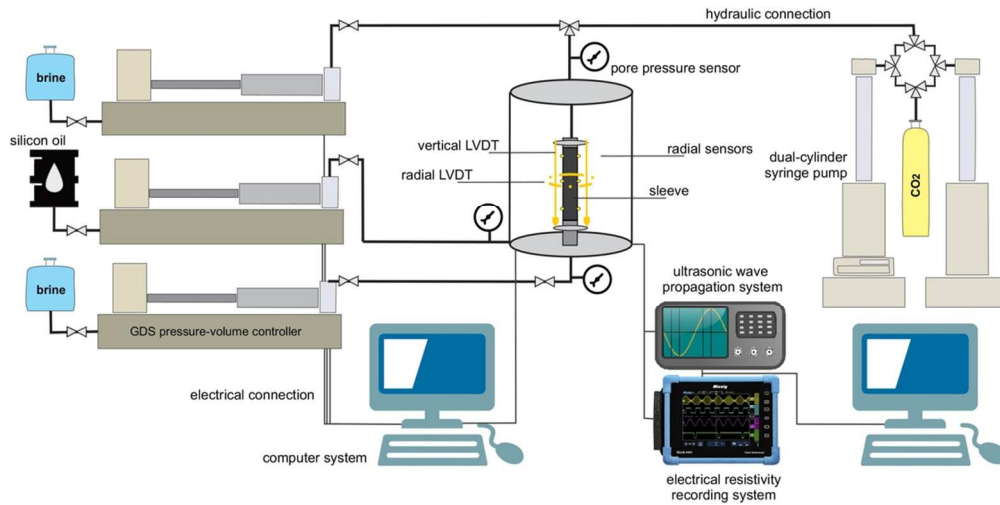 hydraulic connection
brine
pore pressure sensor
silicon oil
vertical LVDT
radial sensors
radial LVDT
sleeve
dual-cylinder
syringe pump
CO2
brine
ultrasonic wave
propagation system
GDS pressure-volume controller
electrical connection
Micsig
computer system
electrical resistivity
recording system